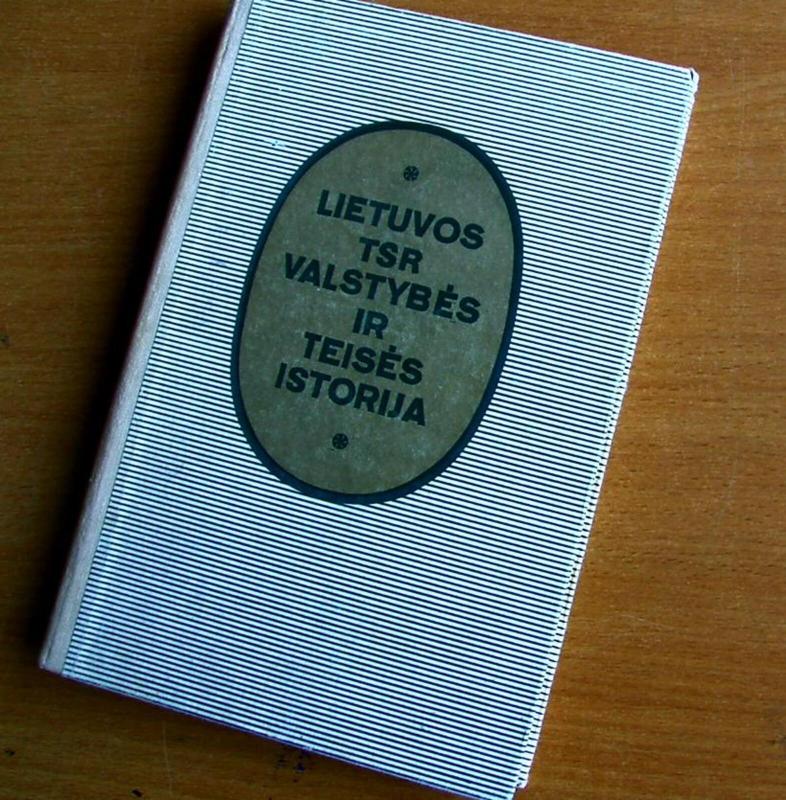 LIETUVOS
TSR
VALSTYBĖS
IR
TEISĖS
ISTORIJA